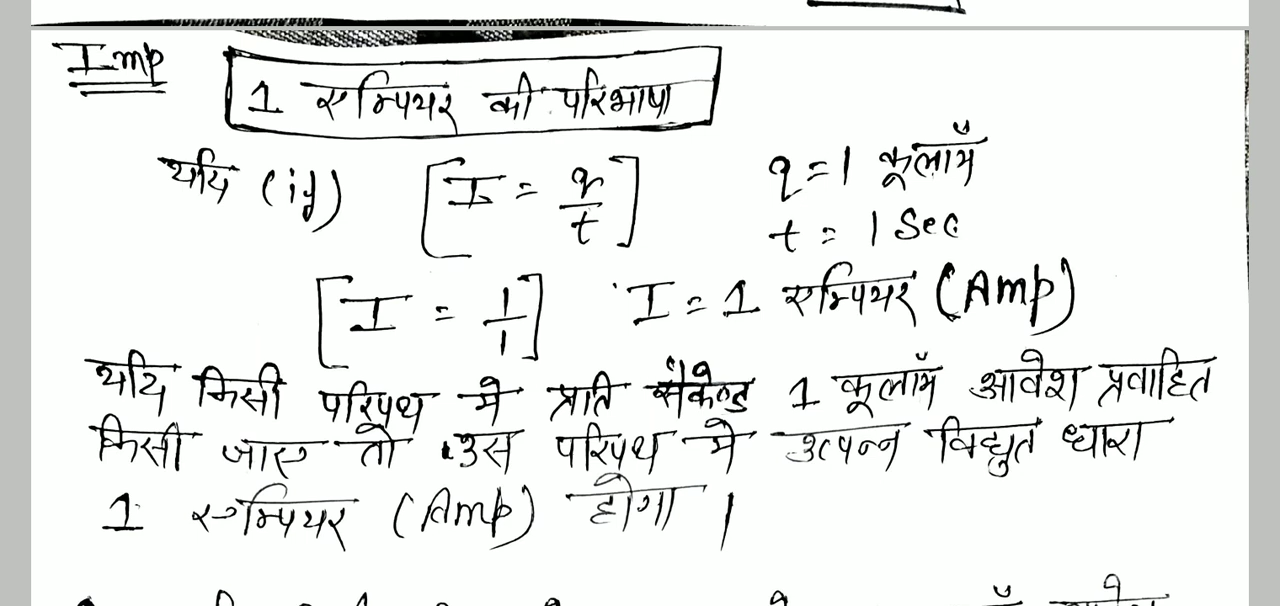 Imp
1 एम्पियर की परिभाषा
यदि (if) [I = q/t] q = 1 कूलाॅम
t = 1 Sec
[I = 1/1] I = 1 एम्पियर (Amp)
यदि किसी परिपथ मे प्रति सेकेण्ड 1 कूलाॅम आवेश प्रवाहित
किसी जाए तो उस परिपथ मे उत्पन्न विद्युत धारा
1 एम्पियर (Amp) होगा ।